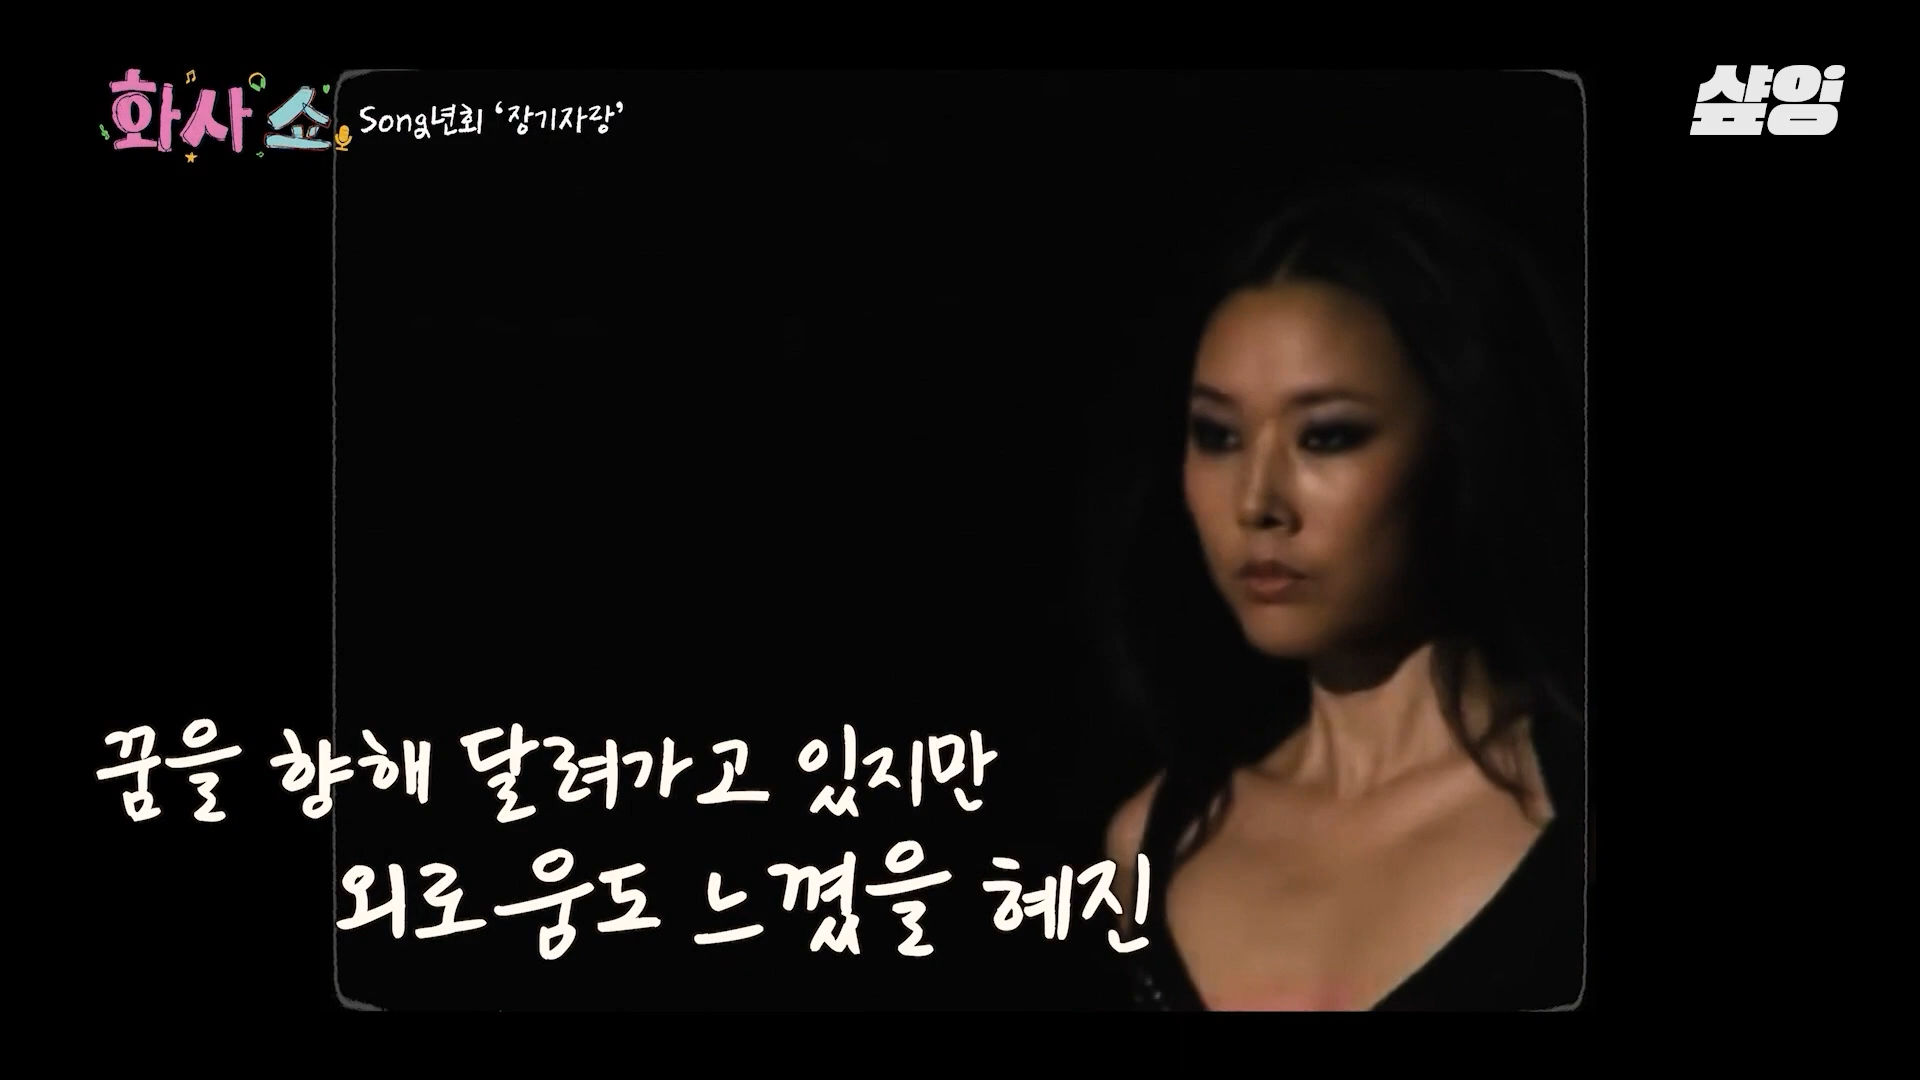 화사쇼
Song년회 '장기자랑'
샾잉
꿈을 향해 달려가고 있지만
외로움도 느꼈을 혜진